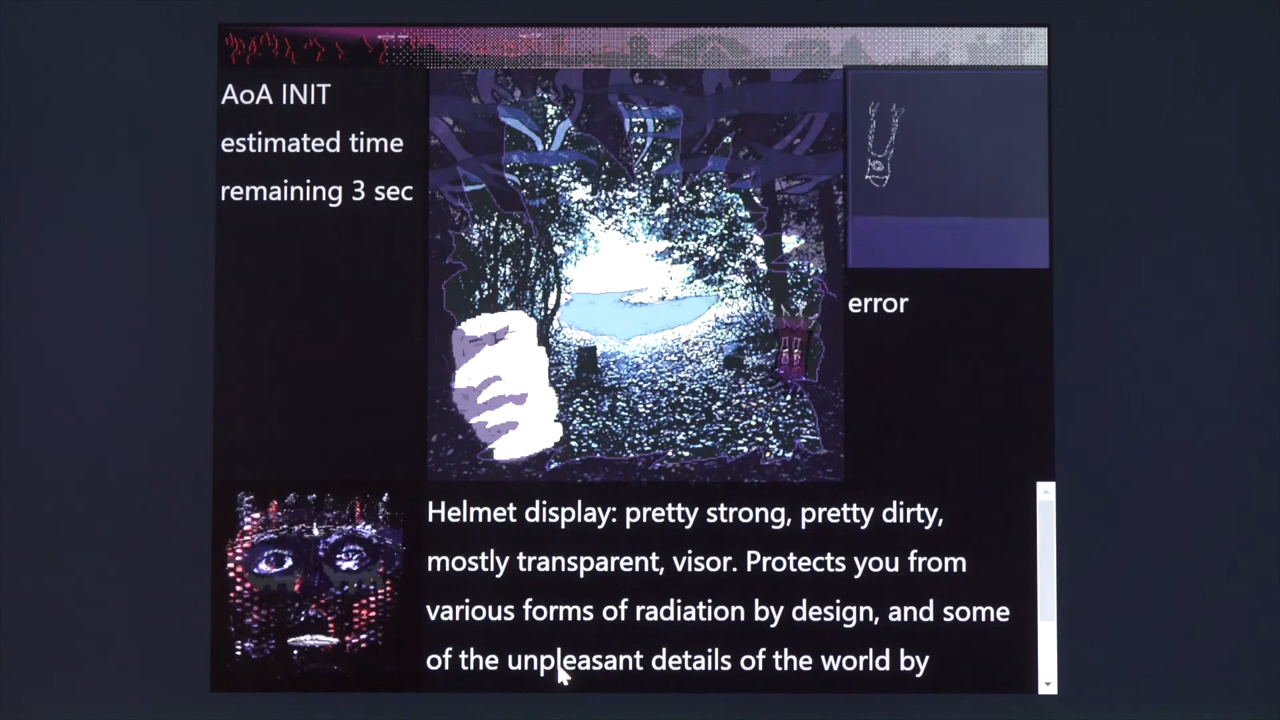 AoA INIT
estimated time
remaining 3 sec
error
Helmet display: pretty strong, pretty dirty,
mostly transparent, visor. Protects you from
various forms of radiation by design, and some
of the unpleasant details of the world by